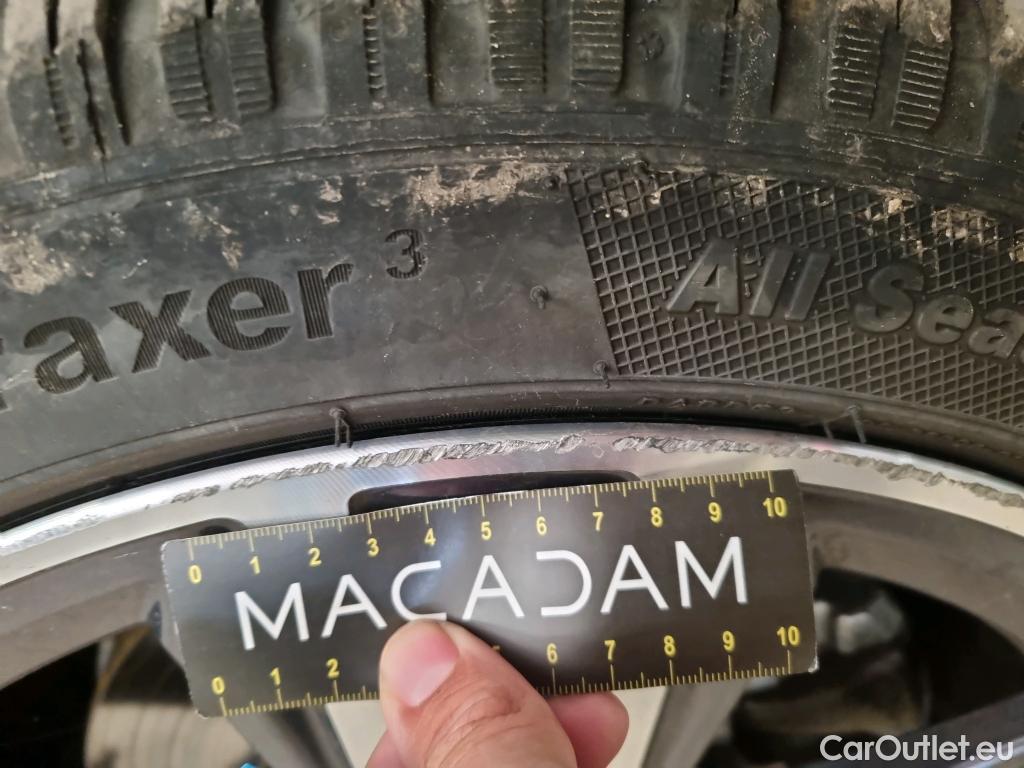 raxer 3
All Sea
0 1 2 3 4 5 6 7 8 9 10
MACADAM
0 1 2 6 7 8 9 10
CarOutlet.eu